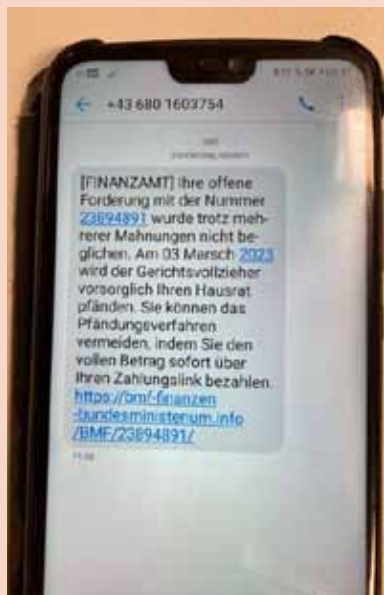 +43 680 1603754
[FINANZAMT] Ihre offene
Forderung mit der Nummer
23894891 wurde trotz meh-
rerer Mahnungen nicht be-
glichen. Am 03 Marsch 2023
wird der Gerichtsvollzieher
vorsorglich Ihren Hausrat
pfänden. Sie können das
Pfändungsverfahren
vermeiden, indem Sie den
vollen Betrag sofort über
Ihren Zahlungslink bezahlen.
https://bmf-finanzen
-bundesministerium.info
/BMF/23894891/